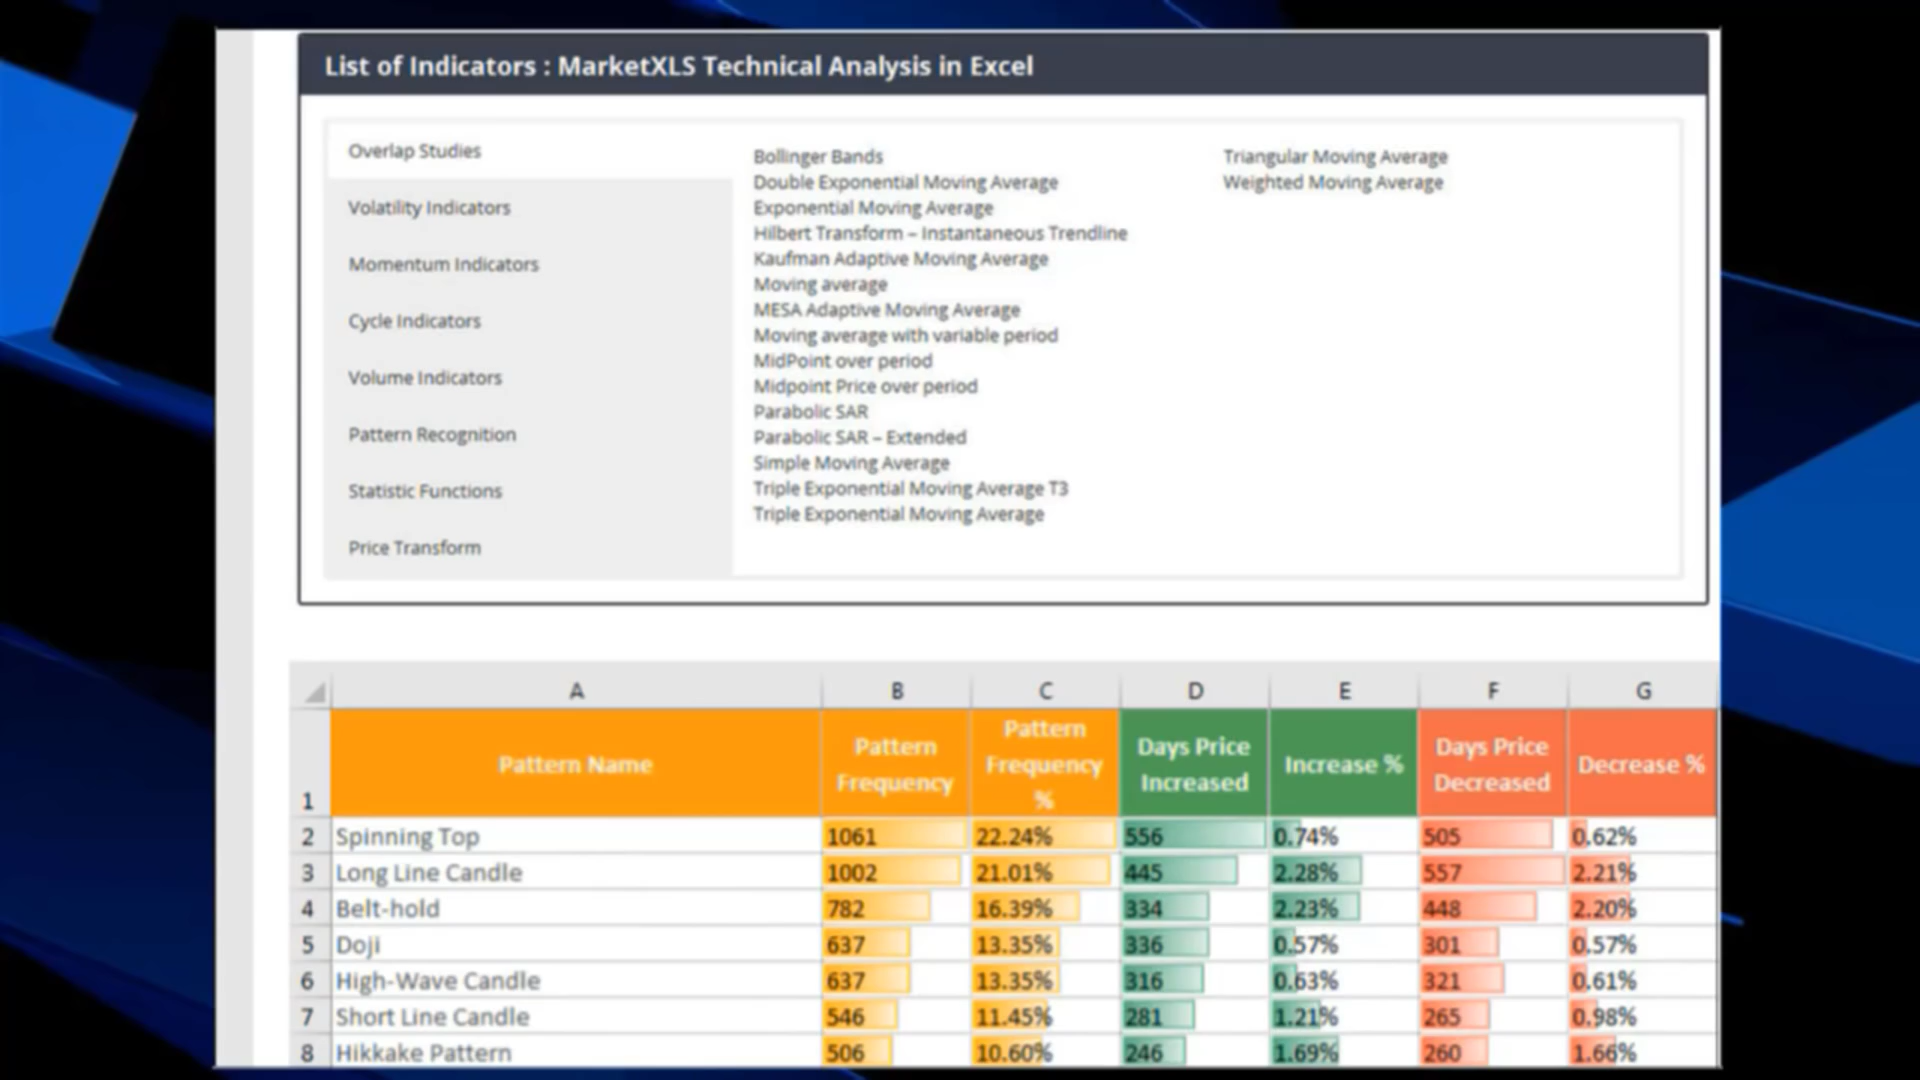 List of Indicators : MarketXLS Technical Analysis in Excel
Overlap Studies
Volatility Indicators
Momentum Indicators
Cycle Indicators
Volume Indicators
Pattern Recognition
Statistic Functions
Price Transform
Bollinger Bands
Double Exponential Moving Average
Exponential Moving Average
Hilbert Transform – Instantaneous Trendline
Kaufman Adaptive Moving Average
Moving average
MESA Adaptive Moving Average
Moving average with variable period
MidPoint over period
Midpoint Price over period
Parabolic SAR
Parabolic SAR – Extended
Simple Moving Average
Triple Exponential Moving Average T3
Triple Exponential Moving Average
Triangular Moving Average
Weighted Moving Average
A B C D E F G
1 Pattern Name Pattern Frequency Pattern Frequency % Days Price Increased Increase % Days Price Decreased Decrease %
2 Spinning Top 1061 22.24% 556 0.74% 505 0.62%
3 Long Line Candle 1002 21.01% 445 2.28% 557 2.21%
4 Belt-hold 782 16.39% 334 2.23% 448 2.20%
5 Doji 637 13.35% 336 0.57% 301 0.57%
6 High-Wave Candle 637 13.35% 316 0.63% 321 0.61%
7 Short Line Candle 546 11.45% 281 1.21% 265 0.98%
8 Hikkake Pattern 506 10.60% 246 1.69% 260 1.66%